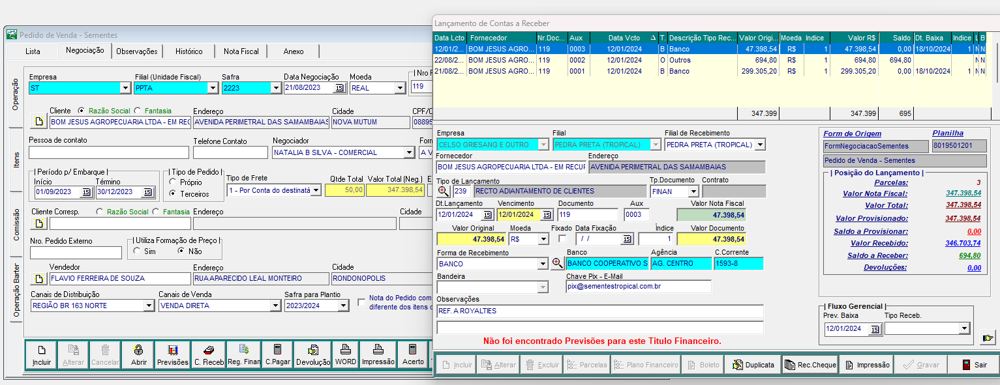 Pedido de Venda - Sementes
Lista Negociação Observações Histórico Nota Fiscal Anexo
Operação
Itens
Comissão
Operação Barter
Empresa Filial (Unidade Fiscal) Safra Data Negociação Moeda | Nro
ST PPTA 2223 21/08/2023 15 REAL 119
Cliente Razão Social Fantasia Endereço Cidade CPF/C
BOM JESUS AGROPECUARIA LTDA - EM REC AVENIDA PERIMETRAL DAS SAMAMBAIAS NOVA MUTUM 08895
Pessoa de contato Telefone Contato Negociador Forn
NATALIA B SILVA - COMERCIAL A V
| Período p/ Embarque | | Tipo de Pedido |
Início Término Próprio Tipo de Frete Qtde Total Valor Total (Neg.) E
01/09/2023 15 30/12/2023 15 Terceiros 1 - Por Conta do destinatá 50,00 347.398,54
Cliente Corresp. Razão Social Fantasia Endereço Cidade
Nro. Pedido Externo | Utiliza Formação de Preço |
Sim Não
Vendedor Endereço Cidade
FLAVIO FERREIRA DE SOUZA RUA APARECIDO LEAL MONTEIRO RONDONOPOLIS
Canais de Distribuição Canais de Venda Safra para Plantio Nota do Pedido com
REGIÃO BR 163 NORTE VENDA DIRETA 2023/2024 diferente dos itens d
Incluir Alterar Cancelar Abrir Previsões C. Receb Reg. Finan C.Pagar Devolução WORD Impressão Acerto
Lançamento de Contas a Receber
Data Lcto Fornecedor Nr.Doc... Aux Data Vcto T. Descrição Tipo Rec... Valor Origi... Moeda Indice Valor R$ Saldo Dt. Baixa Indice L B
12/01/2... BOM JESUS AGRO... 119 0003 12/01/2024 B Banco 47.398,54 R$ 1 47.398,54 0,00 18/10/2024 1 N N
22/08/2... BOM JESUS AGRO... 119 0002 12/01/2024 O Outros 694,80 R$ 1 694,80 694,80 N N
21/08/2... BOM JESUS AGRO... 119 0001 12/01/2024 B Banco 299.305,20 R$ 1 299.305,20 0,00 18/10/2024 1 N N
347.399 347.399 695
Empresa Filial Filial de Recebimento
CELSO GRIESANG E OUTRO PEDRA PRETA (TROPICAL) PEDRA PRETA (TROPICAL)
Fornecedor Endereço
BOM JESUS AGROPECUARIA LTDA - EM RECUF AVENIDA PERIMETRAL DAS SAMAMBAIAS
Tipo de Lançamento Tp.Documento Contrato
239 RECTO ADIANTAMENTO DE CLIENTES FINAN
Dt.Lançamento Vencimento Documento Aux Valor Nota Fiscal
12/01/2024 15 12/01/2024 15 119 0003 47.398,54
Valor Original Moeda Fixado Data Fixação Índice Valor Documento
47.398,54 R$ / / 15 1 47.398,54
Forma de Recebimento Banco Agência C.Corrente
BANCO BANCO COOPERATIVO S AG. CENTRO 1593-8
Bandeira Chave Pix - E-Mail
pix@sementestropical.com.br
Observações
REF. A ROYALTIES
Não foi encontrado Previsões para este Titulo Financeiro.
Form de Origem Planilha
FormNegociacaoSementes 8019501201
Pedido de Venda - Sementes
| Posição do Lançamento |
Parcelas: 3
Valor Nota Fiscal: 347.398,54
Valor Total: 347.398,54
Valor Provisionado: 347.398,54
Saldo a Provisionar: 0,00
Valor Recebido: 346.703,74
Saldo a Receber: 694,80
Devoluções: 0,00
| Fluxo Gerencial |
Prev. Baixa Tipo Receb.
12/01/2024 15
Incluir Alterar Excluir Parcelas Plano Financeiro Boleto Duplicata Rec.Cheque Impressão Gravar Sair